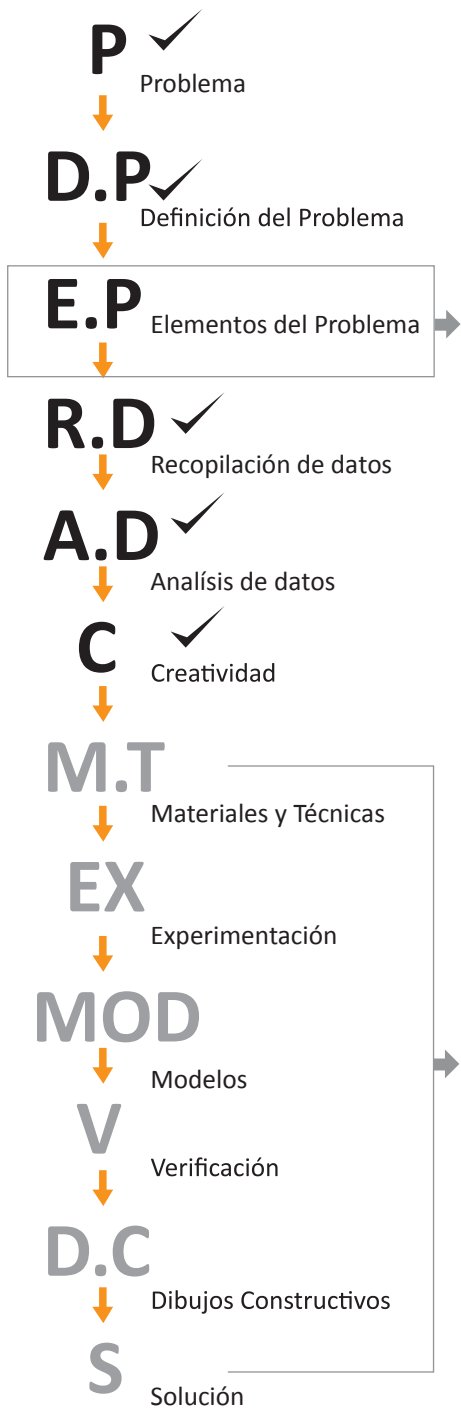 P
Problema
D.P
Definición del Problema
E.P
Elementos del Problema
R.D
Recopilación de datos
A.D
Analísis de datos
C
Creatividad
M.T
Materiales y Técnicas
EX
Experimentación
MOD
Modelos
V
Verificación
D.C
Dibujos Constructivos
S
Solución